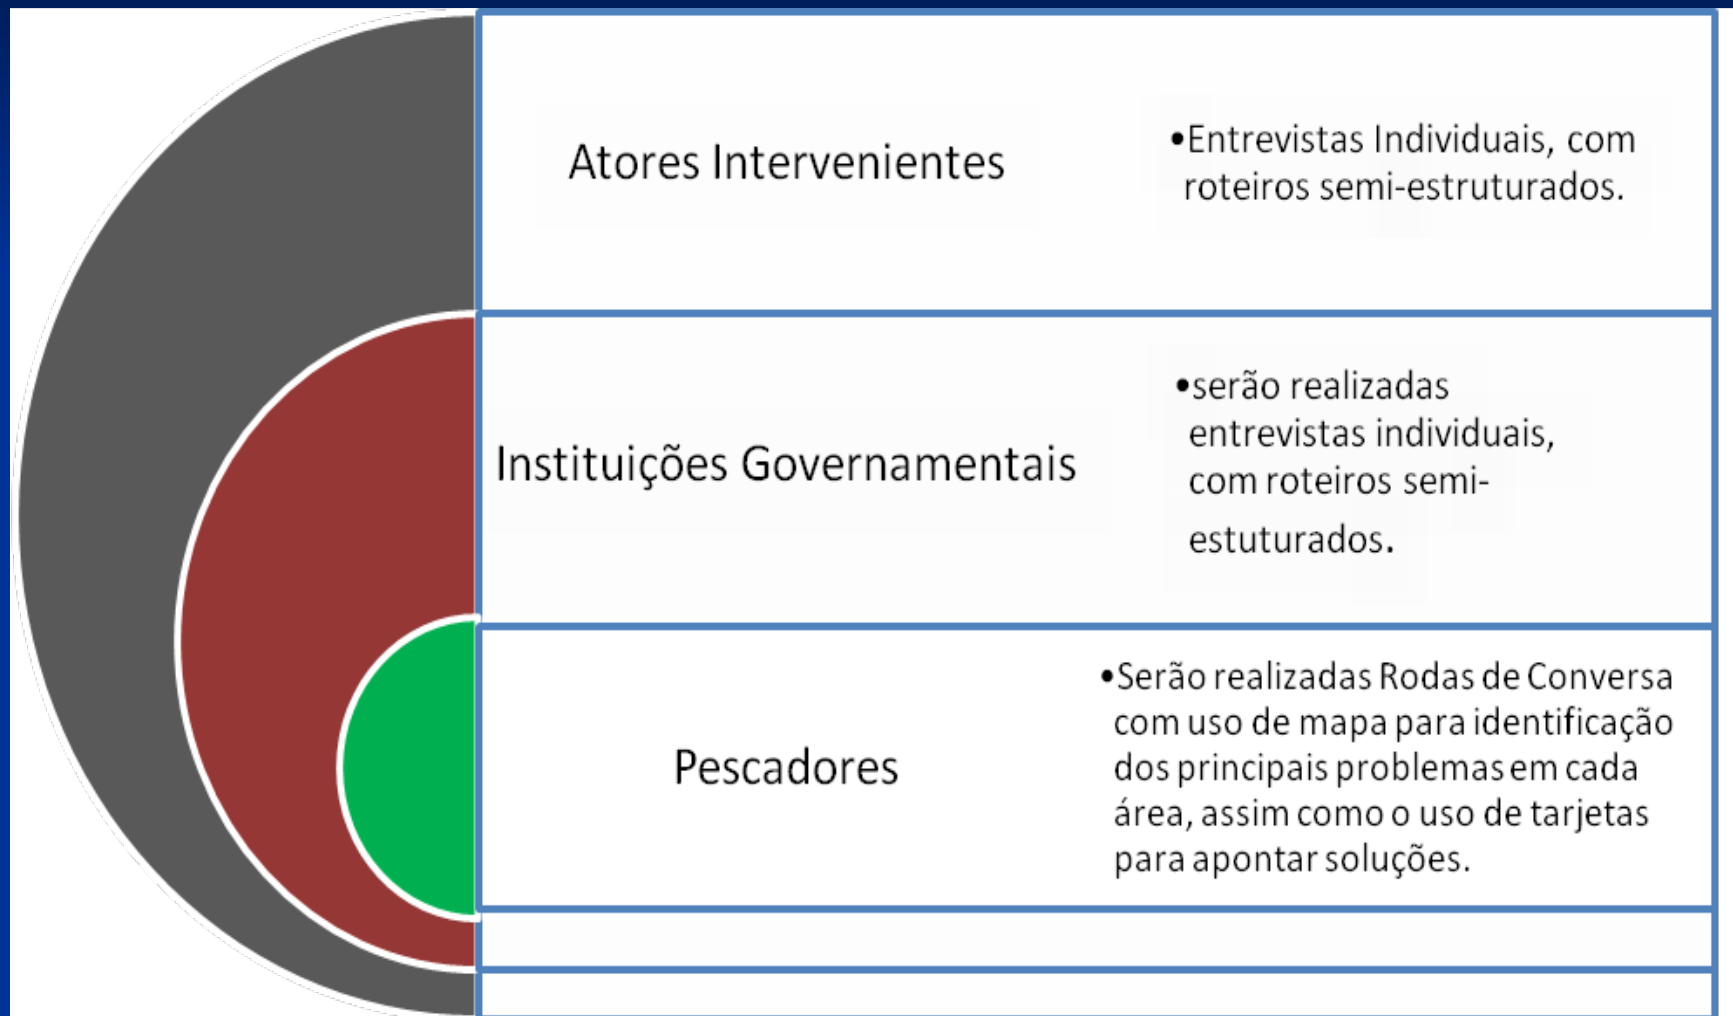 Atores Intervenientes
•Entrevistas Individuais, com
roteiros semi-estruturados.
Instituições Governamentais
•serão realizadas
entrevistas individuais,
com roteiros semi-
estuturados.
Pescadores
•Serão realizadas Rodas de Conversa
com uso de mapa para identificação
dos principais problemas em cada
área, assim como o uso de tarjetas
para apontar soluções.